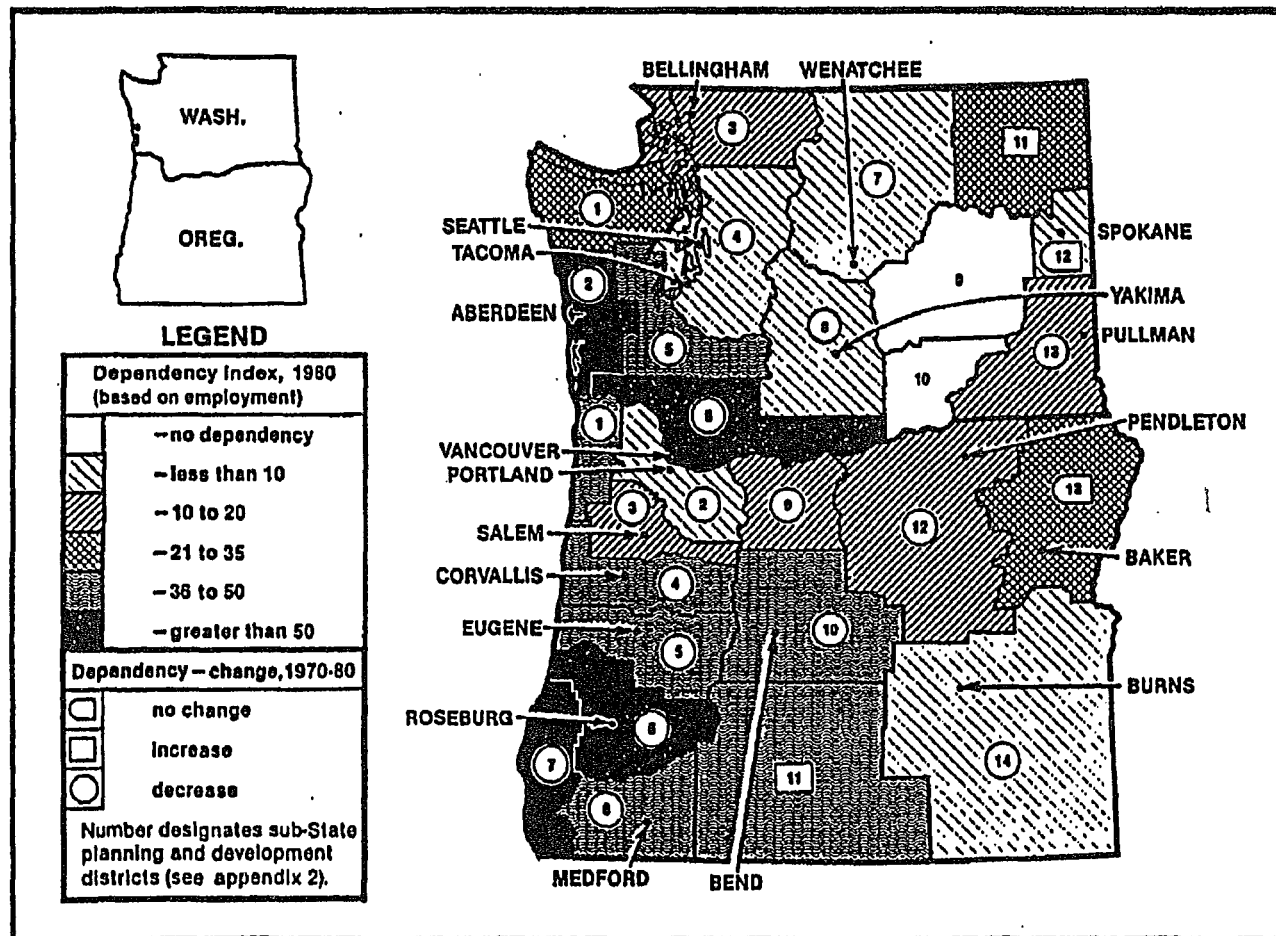 WASH.
OREG.
LEGEND
Dependency Index, 1980
(based on employment)
–no dependency
–less than 10
–10 to 20
–21 to 35
–36 to 50
–greater than 50
Dependency–change, 1970-80
no change
increase
decrease
Number designates sub-State
planning and development
districts (see appendix 2).
BELLINGHAM
WENATCHEE
3
11
7
1
SEATTLE
4
SPOKANE
TACOMA
12
2
9
YAKIMA
ABERDEEN
8
PULLMAN
5
13
10
1
6
PENDLETON
VANCOUVER
PORTLAND
13
3
2
9
12
SALEM
BAKER
CORVALLIS
4
EUGENE
10
5
BURNS
ROSEBURG
6
7
14
11
8
MEDFORD
BEND